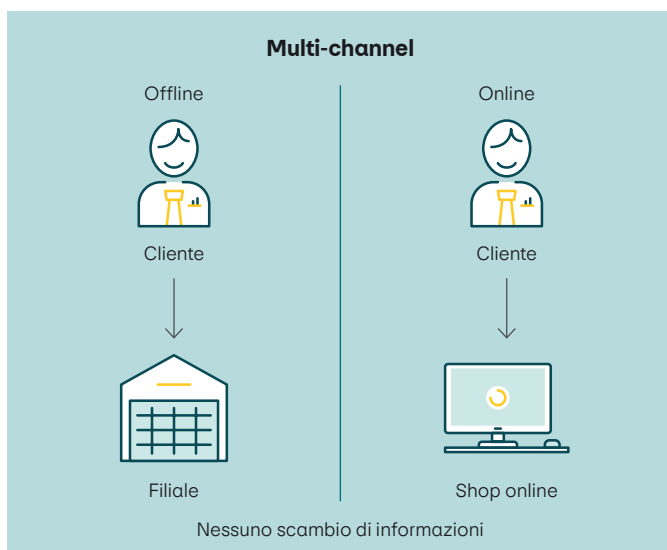 Multi-channel
Offline
Online
Cliente
Cliente
Filiale
Shop online
Nessuno scambio di informazioni